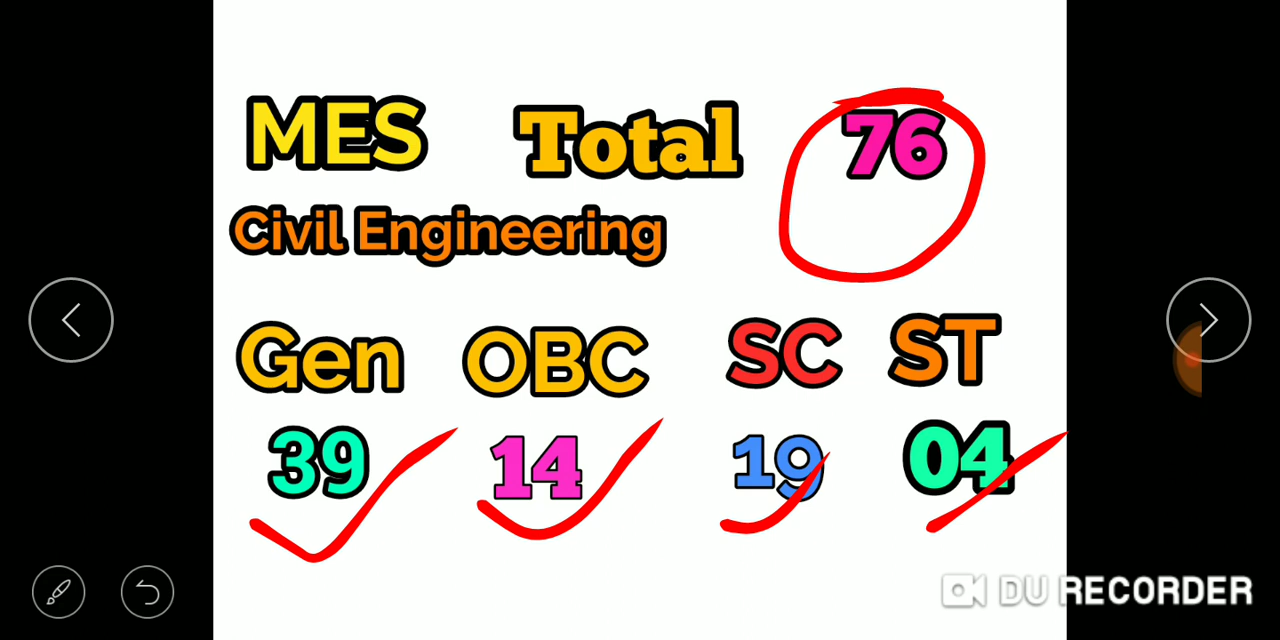 MES Total 76
Civil Engineering
Gen OBC SC ST
39 14 19 04
DU RECORDER